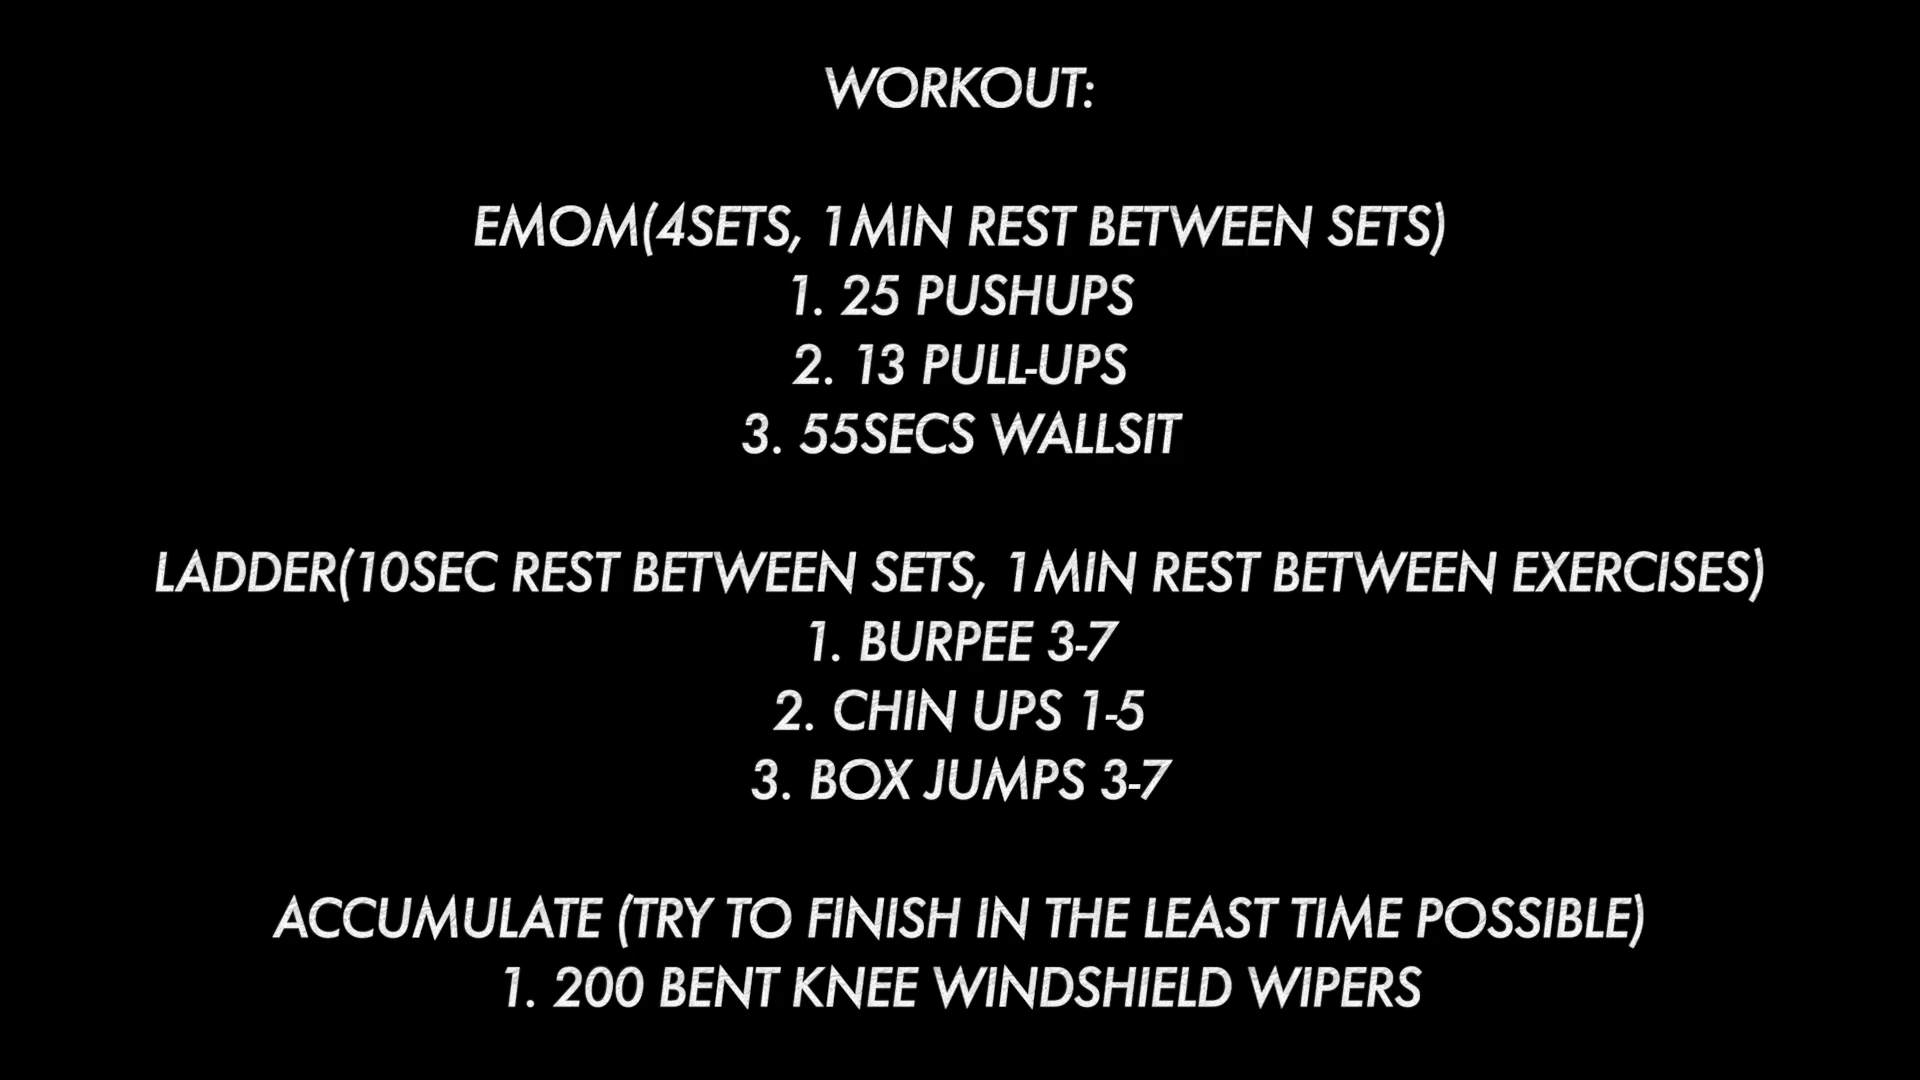 WORKOUT:
EMOM(4SETS, 1MIN REST BETWEEN SETS)
1. 25 PUSHUPS
2. 13 PULL-UPS
3. 55SECS WALLSIT
LADDER(10SEC REST BETWEEN SETS, 1MIN REST BETWEEN EXERCISES)
1. BURPEE 3-7
2. CHIN UPS 1-5
3. BOX JUMPS 3-7
ACCUMULATE (TRY TO FINISH IN THE LEAST TIME POSSIBLE)
1. 200 BENT KNEE WINDSHIELD WIPERS